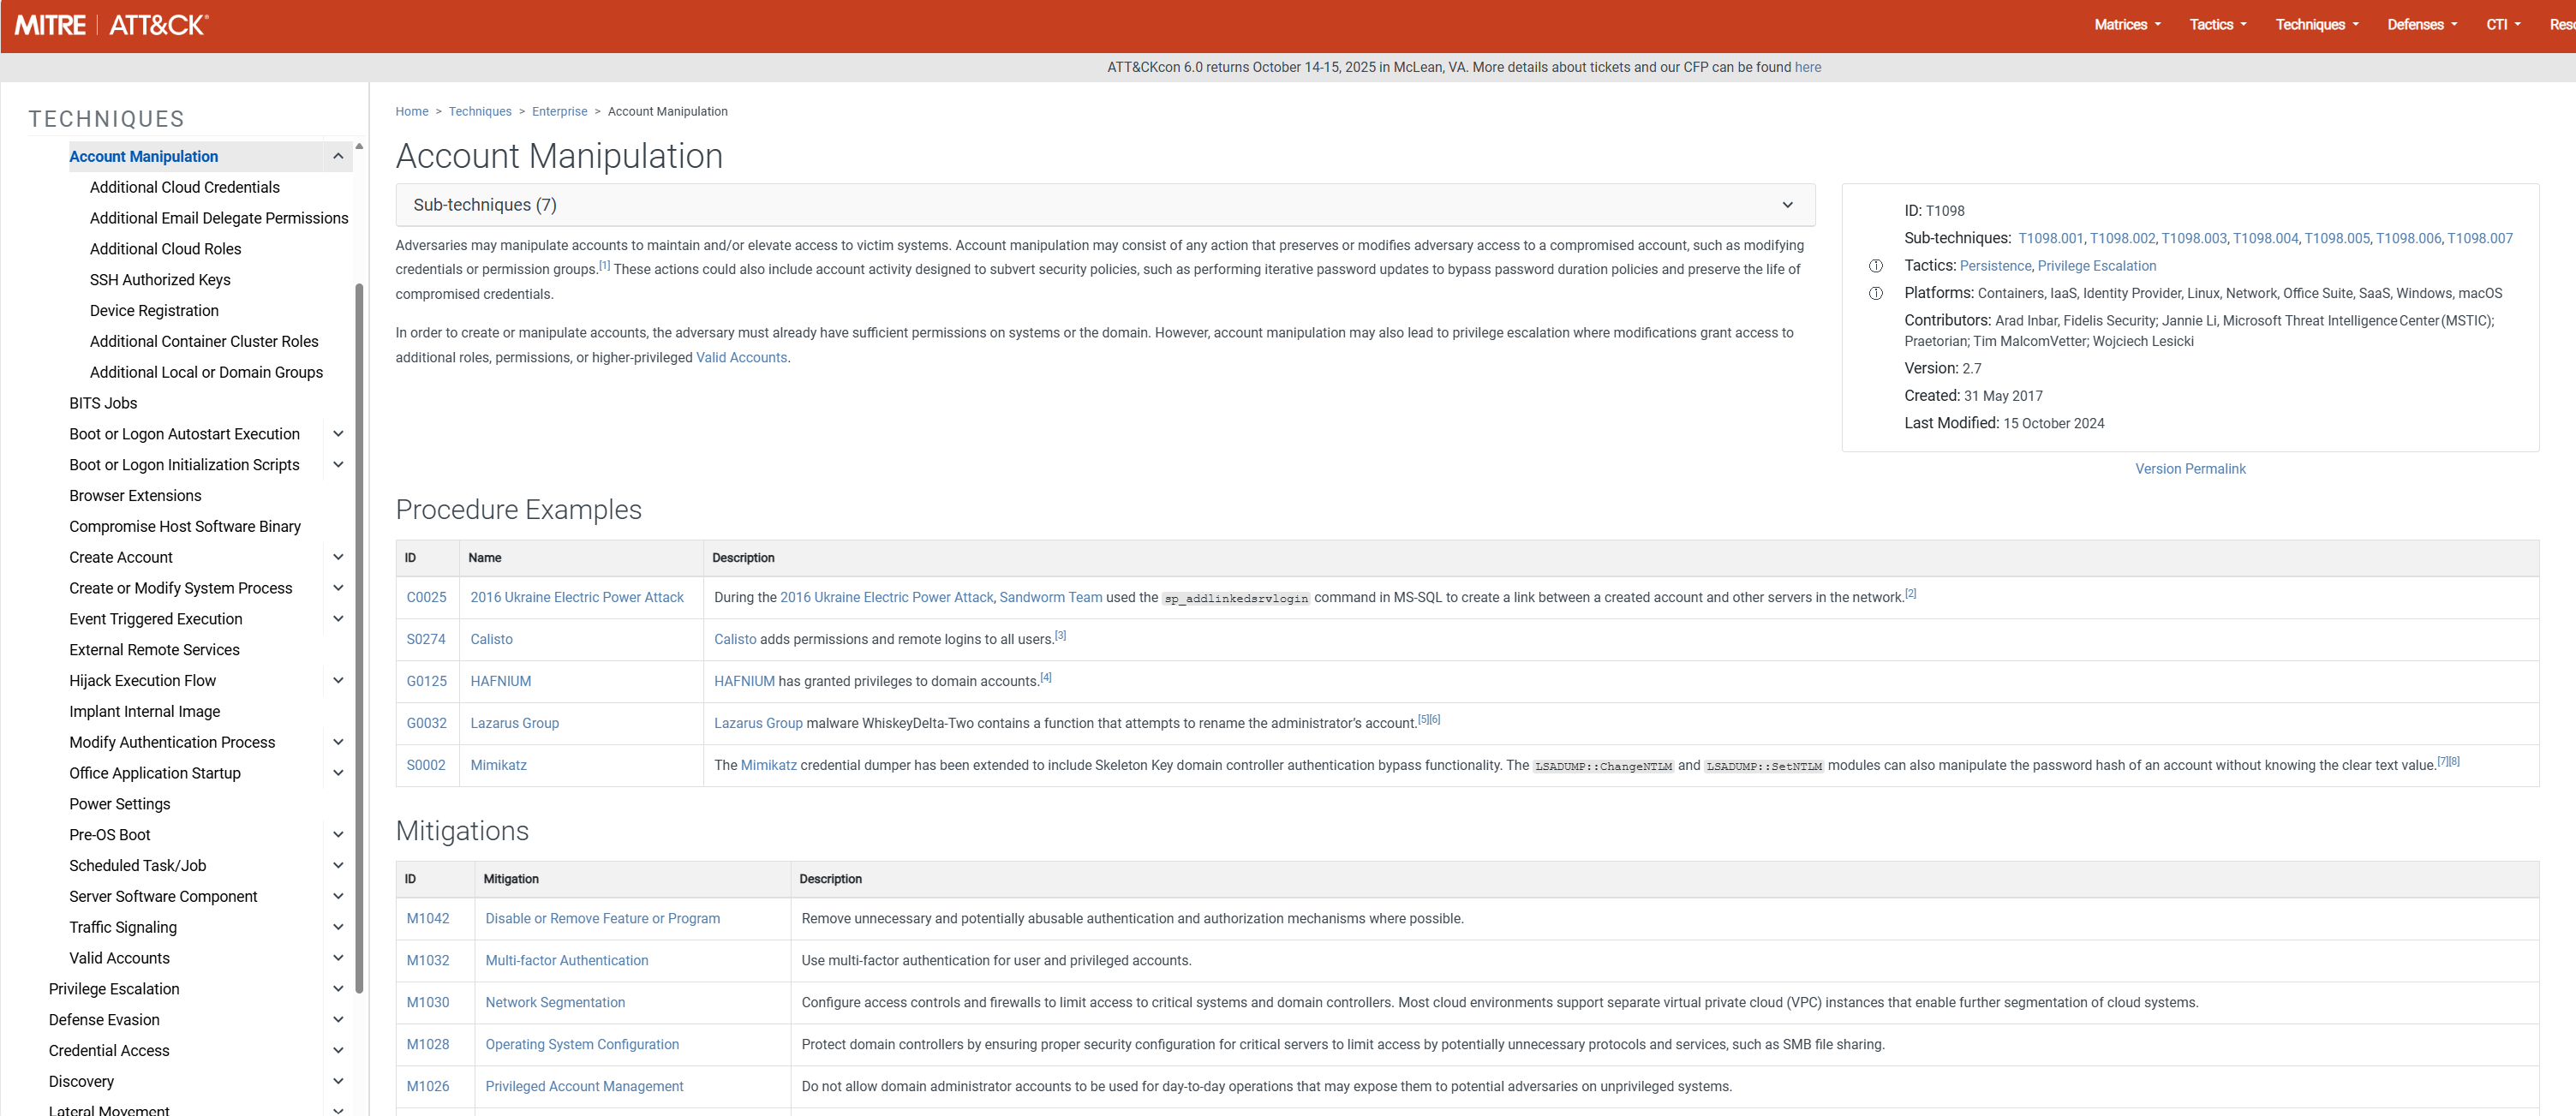 MITRE | ATT&CK®
Matrices
Tactics
Techniques
Defenses
CTI
ATT&CKcon 6.0 returns October 14-15, 2025 in McLean, VA. More details about tickets and our CFP can be found here
TECHNIQUES
Account Manipulation
Additional Cloud Credentials
Additional Email Delegate Permissions
Additional Cloud Roles
SSH Authorized Keys
Device Registration
Additional Container Cluster Roles
Additional Local or Domain Groups
BITS Jobs
Boot or Logon Autostart Execution
Boot or Logon Initialization Scripts
Browser Extensions
Compromise Host Software Binary
Create Account
Create or Modify System Process
Event Triggered Execution
External Remote Services
Hijack Execution Flow
Implant Internal Image
Modify Authentication Process
Office Application Startup
Power Settings
Pre-OS Boot
Scheduled Task/Job
Server Software Component
Traffic Signaling
Valid Accounts
Privilege Escalation
Defense Evasion
Credential Access
Discovery
Lateral Movement
Home > Techniques > Enterprise > Account Manipulation
Account Manipulation
Sub-techniques (7)
Adversaries may manipulate accounts to maintain and/or elevate access to victim systems. Account manipulation may consist of any action that preserves or modifies adversary access to a compromised account, such as modifying
credentials or permission groups.[1] These actions could also include account activity designed to subvert security policies, such as performing iterative password updates to bypass password duration policies and preserve the life of
compromised credentials.
In order to create or manipulate accounts, the adversary must already have sufficient permissions on systems or the domain. However, account manipulation may also lead to privilege escalation where modifications grant access to
additional roles, permissions, or higher-privileged Valid Accounts.
ID: T1098
Sub-techniques: T1098.001, T1098.002, T1098.003, T1098.004, T1098.005, T1098.006, T1098.007
Tactics: Persistence, Privilege Escalation
Platforms: Containers, IaaS, Identity Provider, Linux, Network, Office Suite, SaaS, Windows, macOS
Contributors: Arad Inbar, Fidelis Security; Jannie Li, Microsoft Threat Intelligence Center (MSTIC);
Praetorian; Tim MalcomVetter; Wojciech Lesicki
Version: 2.7
Created: 31 May 2017
Last Modified: 15 October 2024
Version Permalink
Procedure Examples
ID Name Description
C0025 2016 Ukraine Electric Power Attack During the 2016 Ukraine Electric Power Attack, Sandworm Team used the sp_addlinkedsrvlogin command in MS-SQL to create a link between a created account and other servers in the network.[2]
S0274 Calisto Calisto adds permissions and remote logins to all users.[3]
G0125 HAFNIUM HAFNIUM has granted privileges to domain accounts.[4]
G0032 Lazarus Group Lazarus Group malware WhiskeyDelta-Two contains a function that attempts to rename the administrator's account.[5][6]
S0002 Mimikatz The Mimikatz credential dumper has been extended to include Skeleton Key domain controller authentication bypass functionality. The LSADUMP::ChangeNTLM and LSADUMP::SetNTLM modules can also manipulate the password hash of an account without knowing the clear text value.[7][8]
Mitigations
ID Mitigation Description
M1042 Disable or Remove Feature or Program Remove unnecessary and potentially abusable authentication and authorization mechanisms where possible.
M1032 Multi-factor Authentication Use multi-factor authentication for user and privileged accounts.
M1030 Network Segmentation Configure access controls and firewalls to limit access to critical systems and domain controllers. Most cloud environments support separate virtual private cloud (VPC) instances that enable further segmentation of cloud systems.
M1028 Operating System Configuration Protect domain controllers by ensuring proper security configuration for critical servers to limit access by potentially unnecessary protocols and services, such as SMB file sharing.
M1026 Privileged Account Management Do not allow domain administrator accounts to be used for day-to-day operations that may expose them to potential adversaries on unprivileged systems.